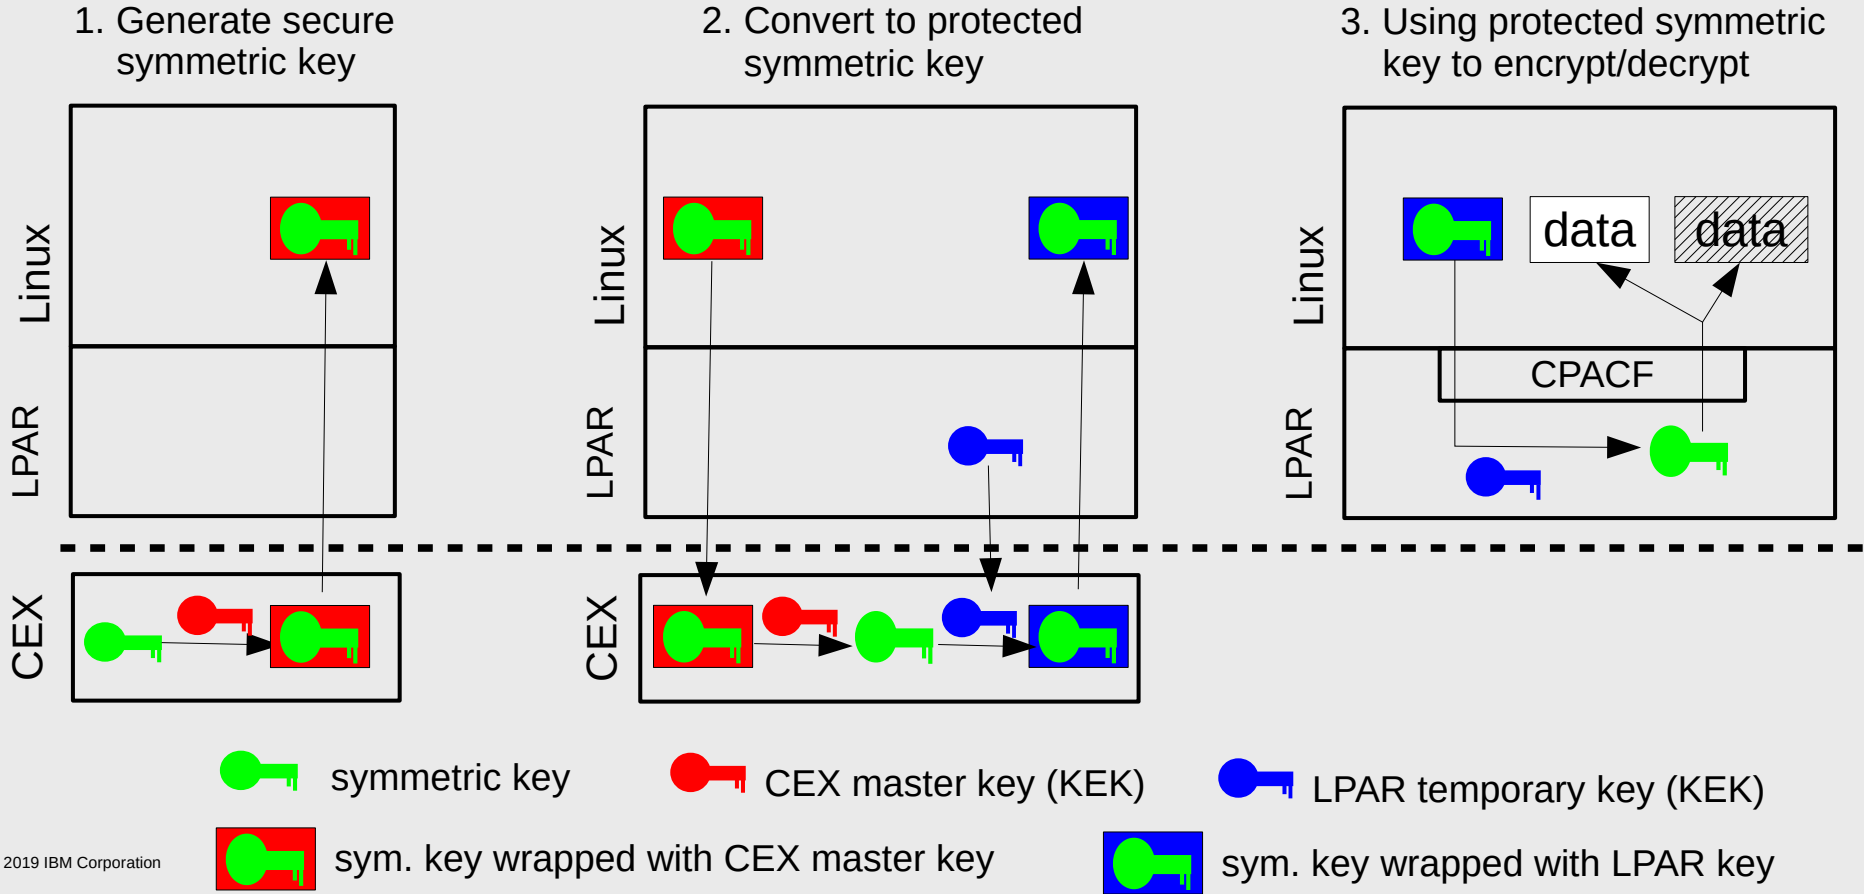 1. Generate secure
symmetric key
2. Convert to protected
symmetric key
3. Using protected symmetric
key to encrypt/decrypt
Linux
LPAR
CEX
Linux
LPAR
CEX
Linux
data
data
CPACF
LPAR
symmetric key
CEX master key (KEK)
LPAR temporary key (KEK)
sym. key wrapped with CEX master key
sym. key wrapped with LPAR key
2019 IBM Corporation